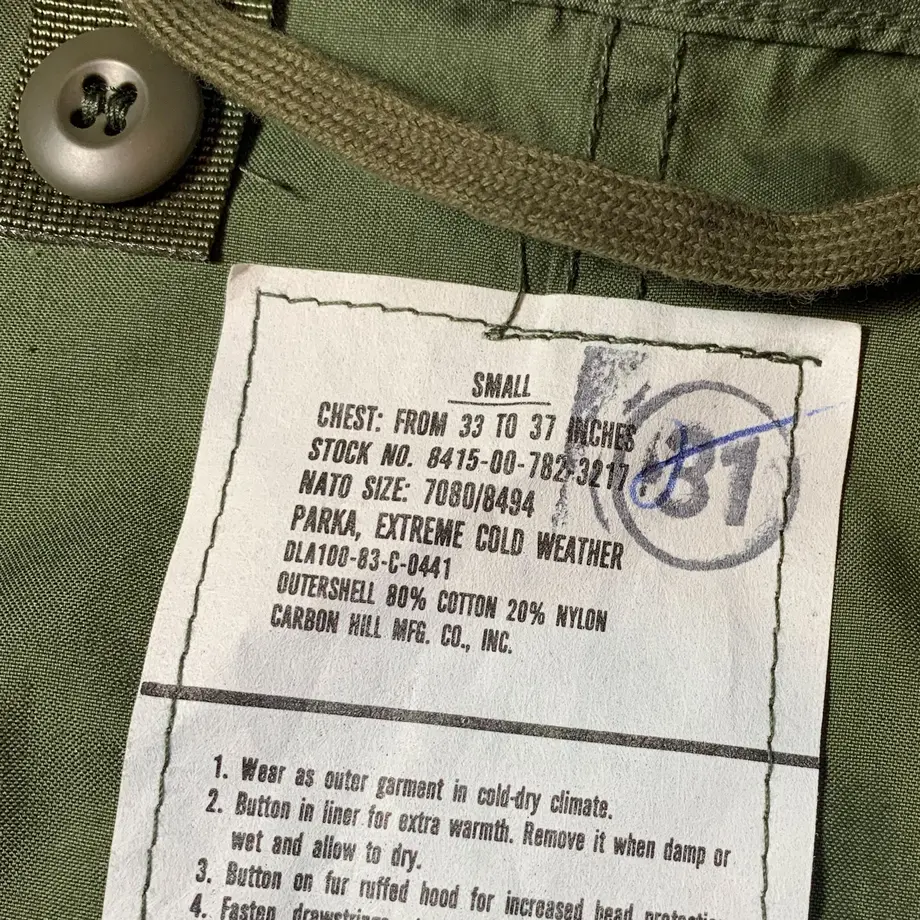 SMALL
CHEST: FROM 33 TO 37 INCHES
STOCK NO. 8415-00-782-3217
NATO SIZE: 7080/8494
PARKA, EXTREME COLD WEATHER
DLA100-83-C-0441
OUTERSHELL 80% COTTON 20% NYLON
CARBON HILL MFG. CO., INC.
81
1. Wear as outer garment in cold-dry climate.
2. Button in liner for extra warmth. Remove it when damp or
wet and allow to dry.
3. Button on fur ruffed hood for increased head
4. Fasten drawstrings